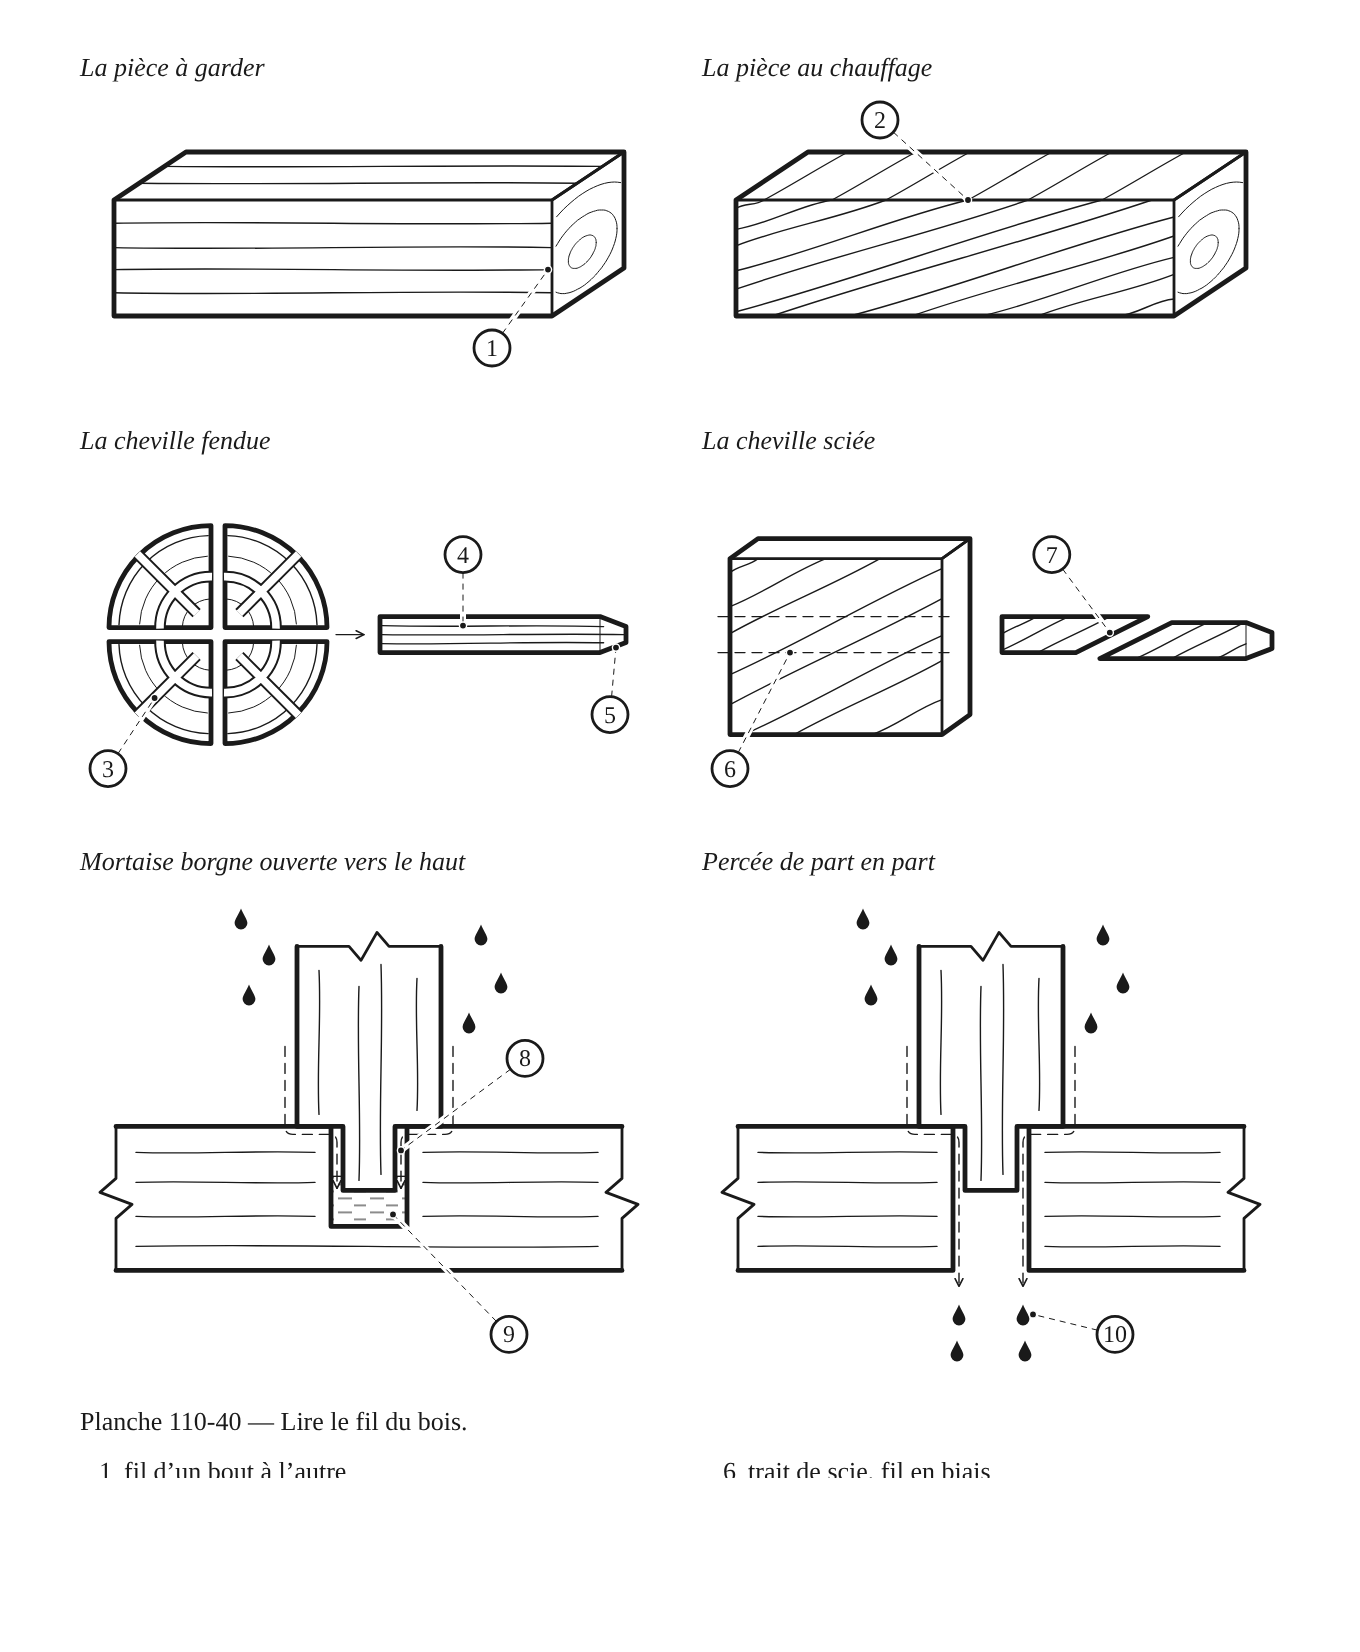 La pièce à garder
La pièce au chauffage
2
1
La cheville fendue
La cheville sciée
4
7
5
3
6
Mortaise borgne ouverte vers le haut
Percée de part en part
8
9
10
Planche 110-40 — Lire le fil du bois.
1 fil d’un bout à l’autre
6 trait de scie, fil en biais